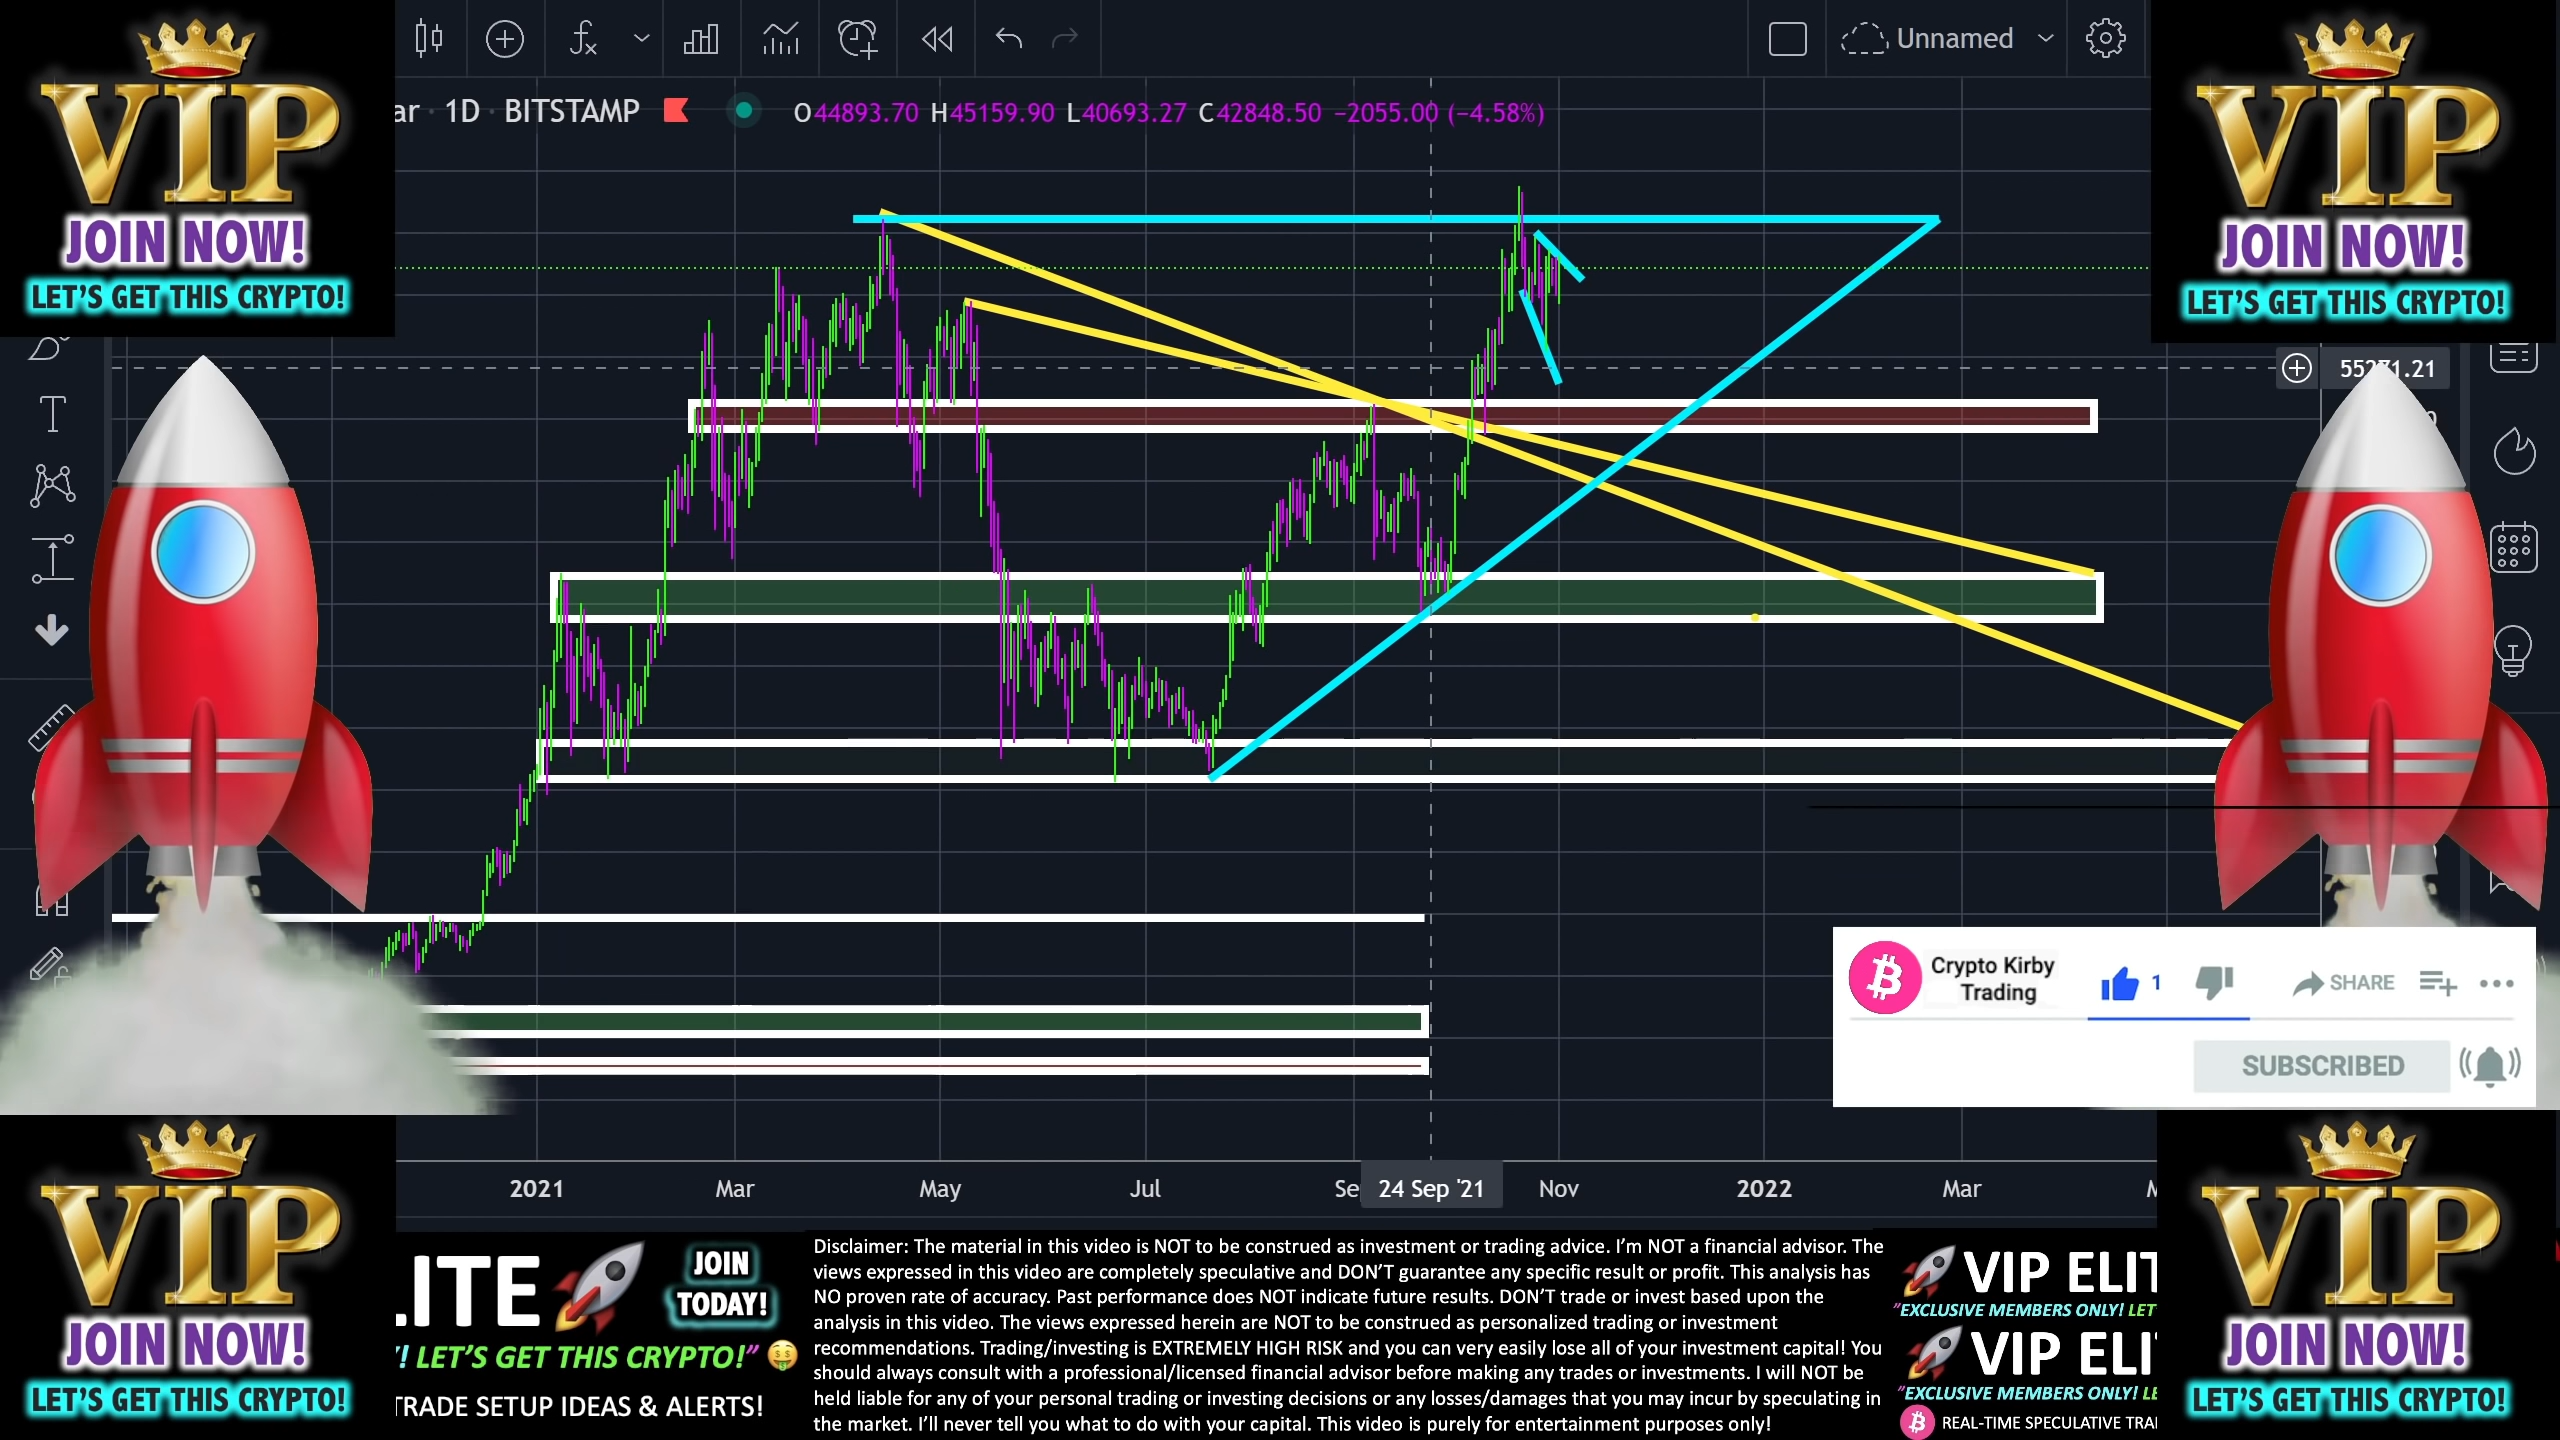 VIP
JOIN NOW!
LET'S GET THIS CRYPTO!
Unnamed
VIP
JOIN NOW!
LET'S GET THIS CRYPTO!
ar · 1D · BITSTAMP O44893.70 H45159.90 L40693.27 C42848.50 −2055.00 (−4.58%)
Crypto Kirby
Trading
1
SHARE
SUBSCRIBED
2021 Mar May Jul 24 Sep '21 Nov 2022 Mar
VIP
JOIN NOW!
LET'S GET THIS CRYPTO!
JOIN
TODAY!
! LET'S GET THIS CRYPTO!"
TRADE SETUP IDEAS & ALERTS!
Disclaimer: The material in this video is NOT to be construed as investment or trading advice. I'm NOT a financial advisor. The
views expressed in this video are completely speculative and DON'T guarantee any specific result or profit. This analysis has
NO proven rate of accuracy. Past performance does NOT indicate future results. DON'T trade or invest based upon the
analysis in this video. The views expressed herein are NOT to be construed as personalized trading or investment
recommendations. Trading/investing is EXTREMELY HIGH RISK and you can very easily lose all of your investment capital! You
should always consult with a professional/licensed financial advisor before making any trades or investments. I will NOT be
held liable for any of your personal trading or investing decisions or any losses/damages that you may incur by speculating in
the market. I'll never tell you what to do with your capital. This video is purely for entertainment purposes only!
VIP ELIT
"EXCLUSIVE MEMBERS ONLY! LET
VIP ELI
"EXCLUSIVE MEMBERS ONLY! LE
REAL-TIME SPECULATIVE TRA
VIP
JOIN NOW!
LET'S GET THIS CRYPTO!